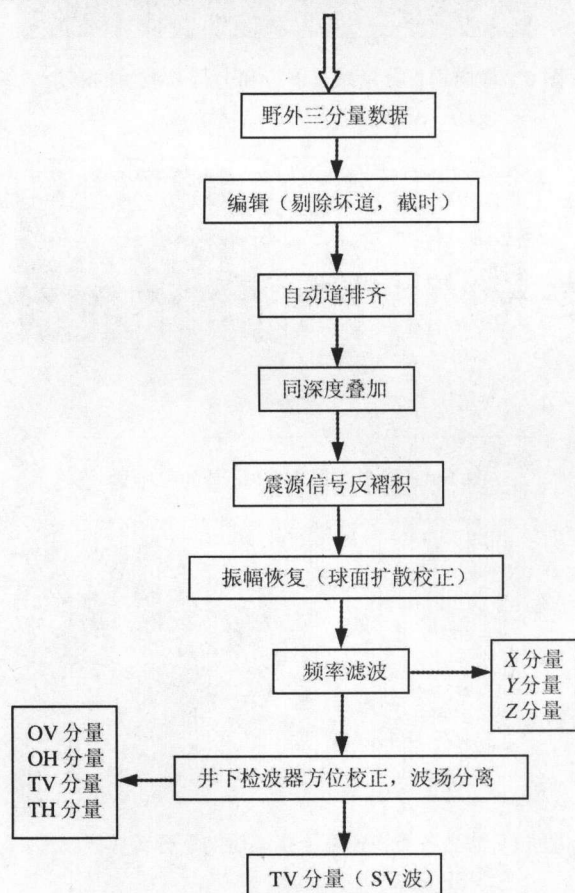 野外三分量数据
编辑（剔除坏道，截时）
自动道排齐
同深度叠加
震源信号反褶积
振幅恢复（球面扩散校正）
频率滤波
X分量
Y分量
Z分量
OV分量
OH分量
TV分量
TH分量
井下检波器方位校正，波场分离
TV分量（SV波）